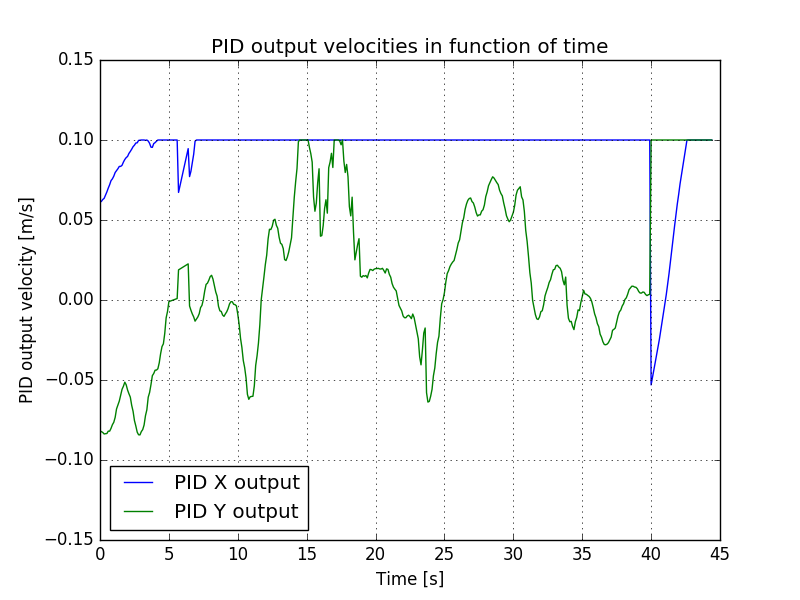 PID output velocities in function of time
PID output velocity [m/s]
0.15
0.10
0.05
0.00
−0.05
−0.10
−0.15
PID X output
PID Y output
0 5 10 15 20 25 30 35 40 45
Time [s]